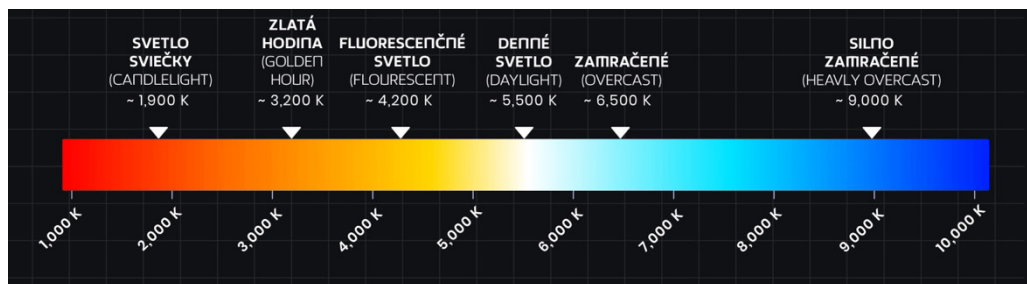 SVETLO
SVIEČKY
(CANDLELIGHT)
~ 1,900 K
ZLATÁ
HODINA
(GOLDEN
HOUR)
~ 3,200 K
FLUORESCENČNÉ
SVETLO
(FLOURESCENT)
~ 4,200 K
DENNÉ
SVETLO
(DAYLIGHT)
~ 5,500 K
ZAMRAČENÉ
(OVERCAST)
~ 6,500 K
SILNO
ZAMRAČENÉ
(HEAVLY OVERCAST)
~ 9,000 K
1,000 K
2,000 K
3,000 K
4,000 K
5,000 K
6,000 K
7,000 K
8,000 K
9,000 K
10,000 K